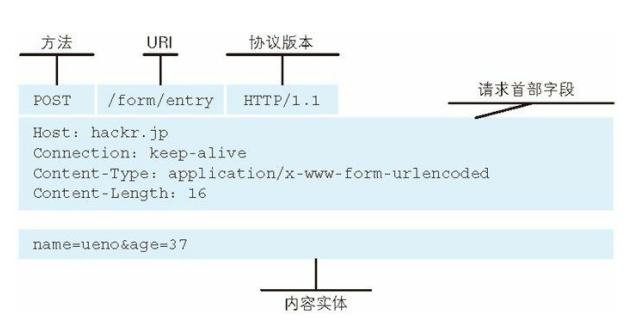 方法 URI 协议版本
请求首部字段
POST /form/entry HTTP/1.1
Host: hackr.jp
Connection: keep-alive
Content-Type: application/x-www-form-urlencoded
Content-Length: 16
name=ueno&age=37
内容实体